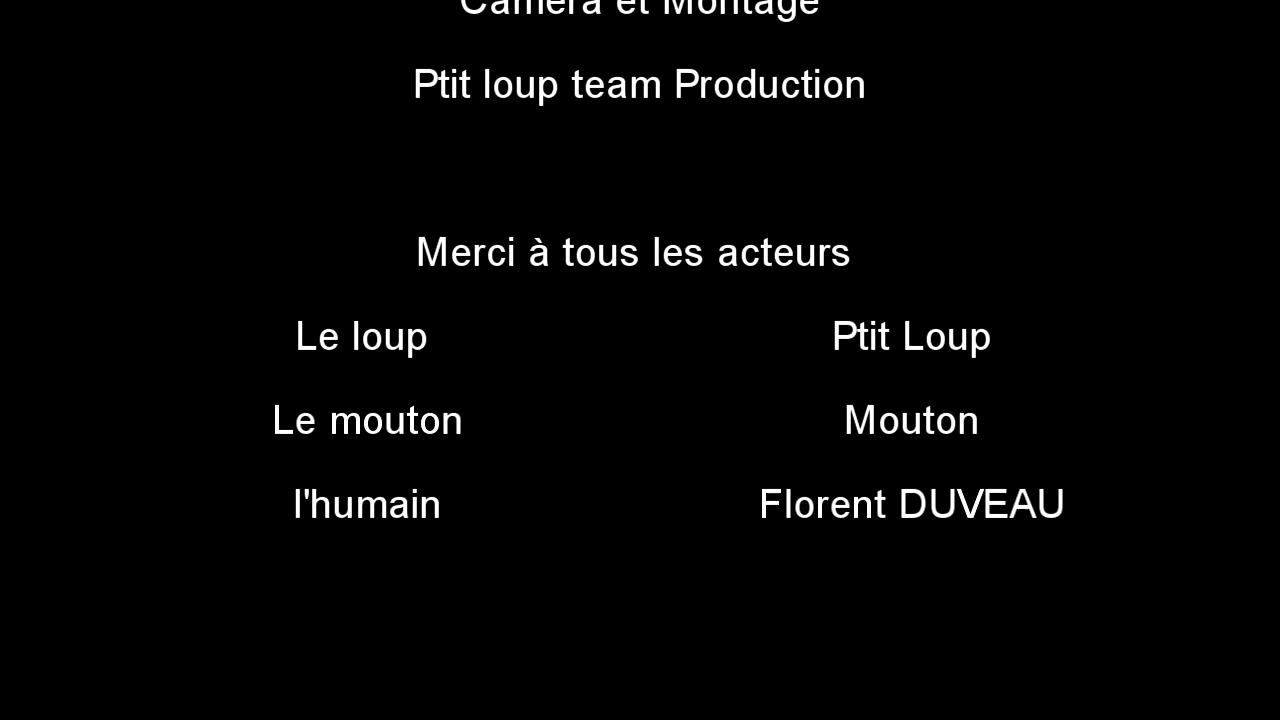 Caméra et Montage
Ptit loup team Production
Merci à tous les acteurs
Le loup Ptit Loup
Le mouton Mouton
l'humain Florent DUVEAU